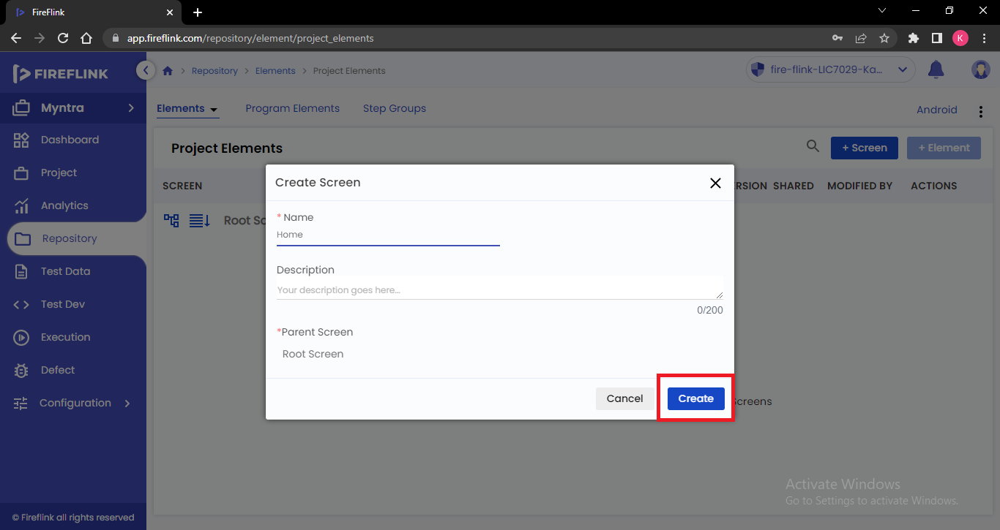 FireFlink
app.fireflink.com/repository/element/project_elements
K
FIREFLINK
Repository
Elements
Project Elements
fire-flink-LIC7029-Ka...
Myntra
Dashboard
Project
Analytics
Repository
Test Data
Test Dev
Execution
Defect
Configuration
© Fireflink all rights reserved
Elements
Program Elements
Step Groups
Android
Project Elements
+ Screen
+ Element
SCREEN
SHARED
MODIFIED BY
ACTIONS
Root
Create Screen
* Name
Home
Description
Your description goes here...
0/200
*Parent Screen
Root Screen
Cancel
Create
Activate Windows
Go to Settings to activate Windows.